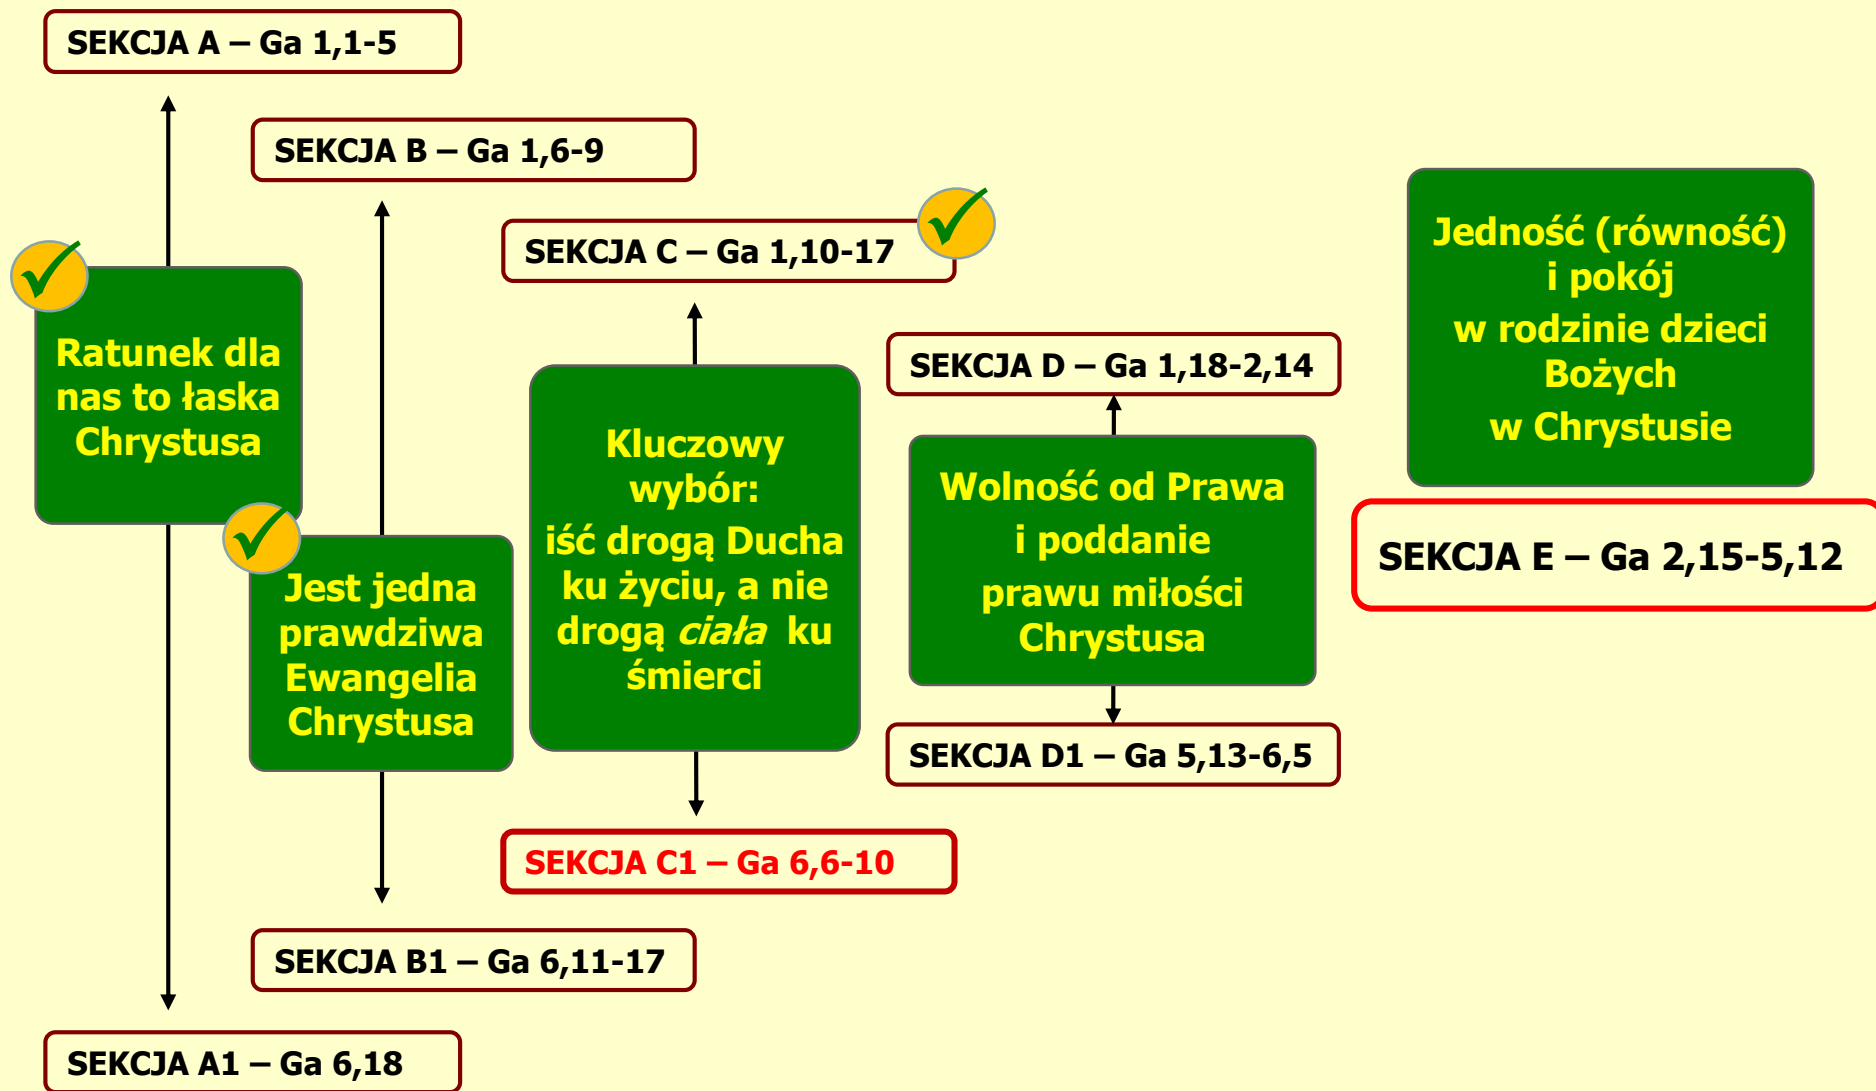 SEKCJA A – Ga 1,1-5
SEKCJA B – Ga 1,6-9
SEKCJA C – Ga 1,10-17
SEKCJA D – Ga 1,18-2,14
Ratunek dla
nas to łaska
Chrystusa
Jest jedna
prawdziwa
Ewangelia
Chrystusa
Kluczowy
wybór:
iść drogą Ducha
ku życiu, a nie
drogą ciała ku
śmierci
Wolność od Prawa
i poddanie
prawu miłości
Chrystusa
Jedność (równość)
i pokój
w rodzinie dzieci
Bożych
w Chrystusie
SEKCJA E – Ga 2,15-5,12
SEKCJA D1 – Ga 5,13-6,5
SEKCJA C1 – Ga 6,6-10
SEKCJA B1 – Ga 6,11-17
SEKCJA A1 – Ga 6,18